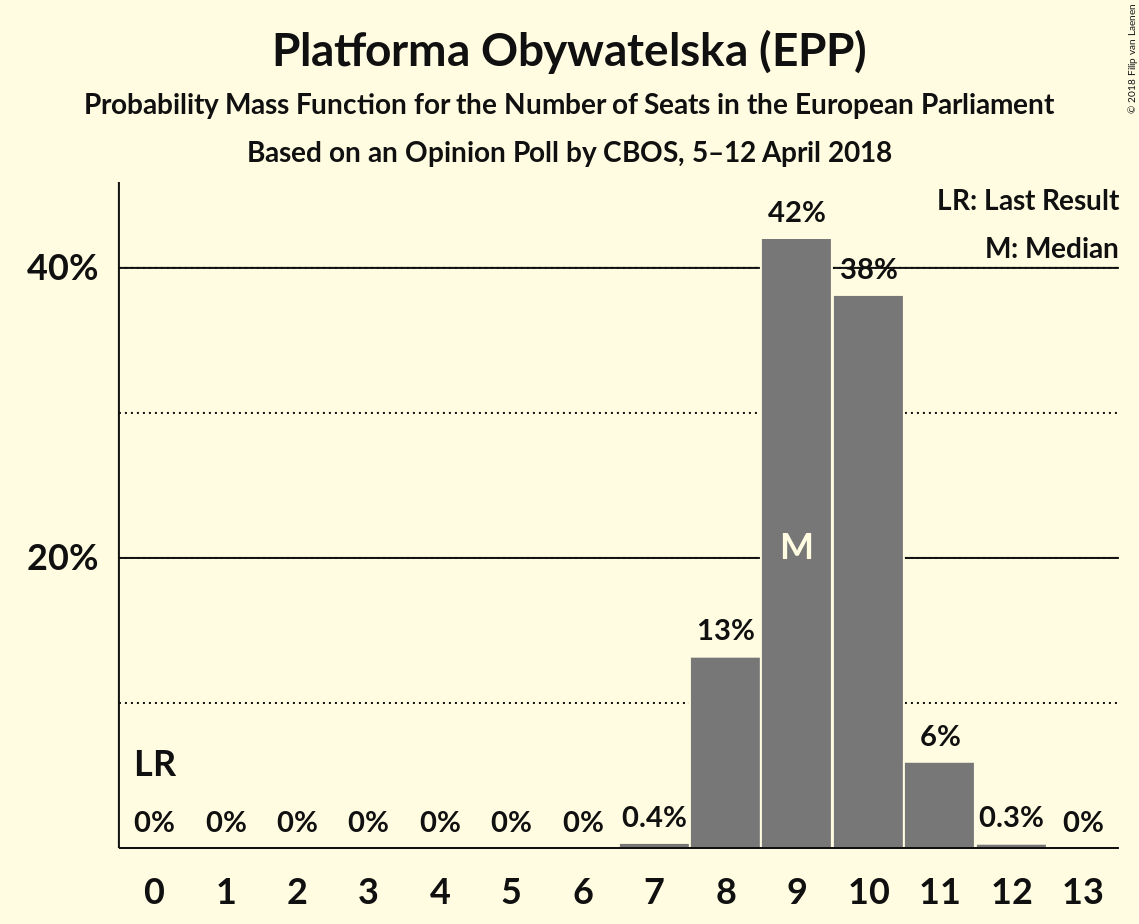 Platforma Obywatelska (EPP)
Probability Mass Function for the Number of Seats in the European Parliament
Based on an Opinion Poll by CBOS, 5–12 April 2018
© 2018 Filip van Laenen
LR: Last Result
M: Median
42%
40%
38%
M
20%
13%
6%
LR
0% 0% 0% 0% 0% 0% 0% 0.4% 0.3% 0%
0 1 2 3 4 5 6 7 8 9 10 11 12 13